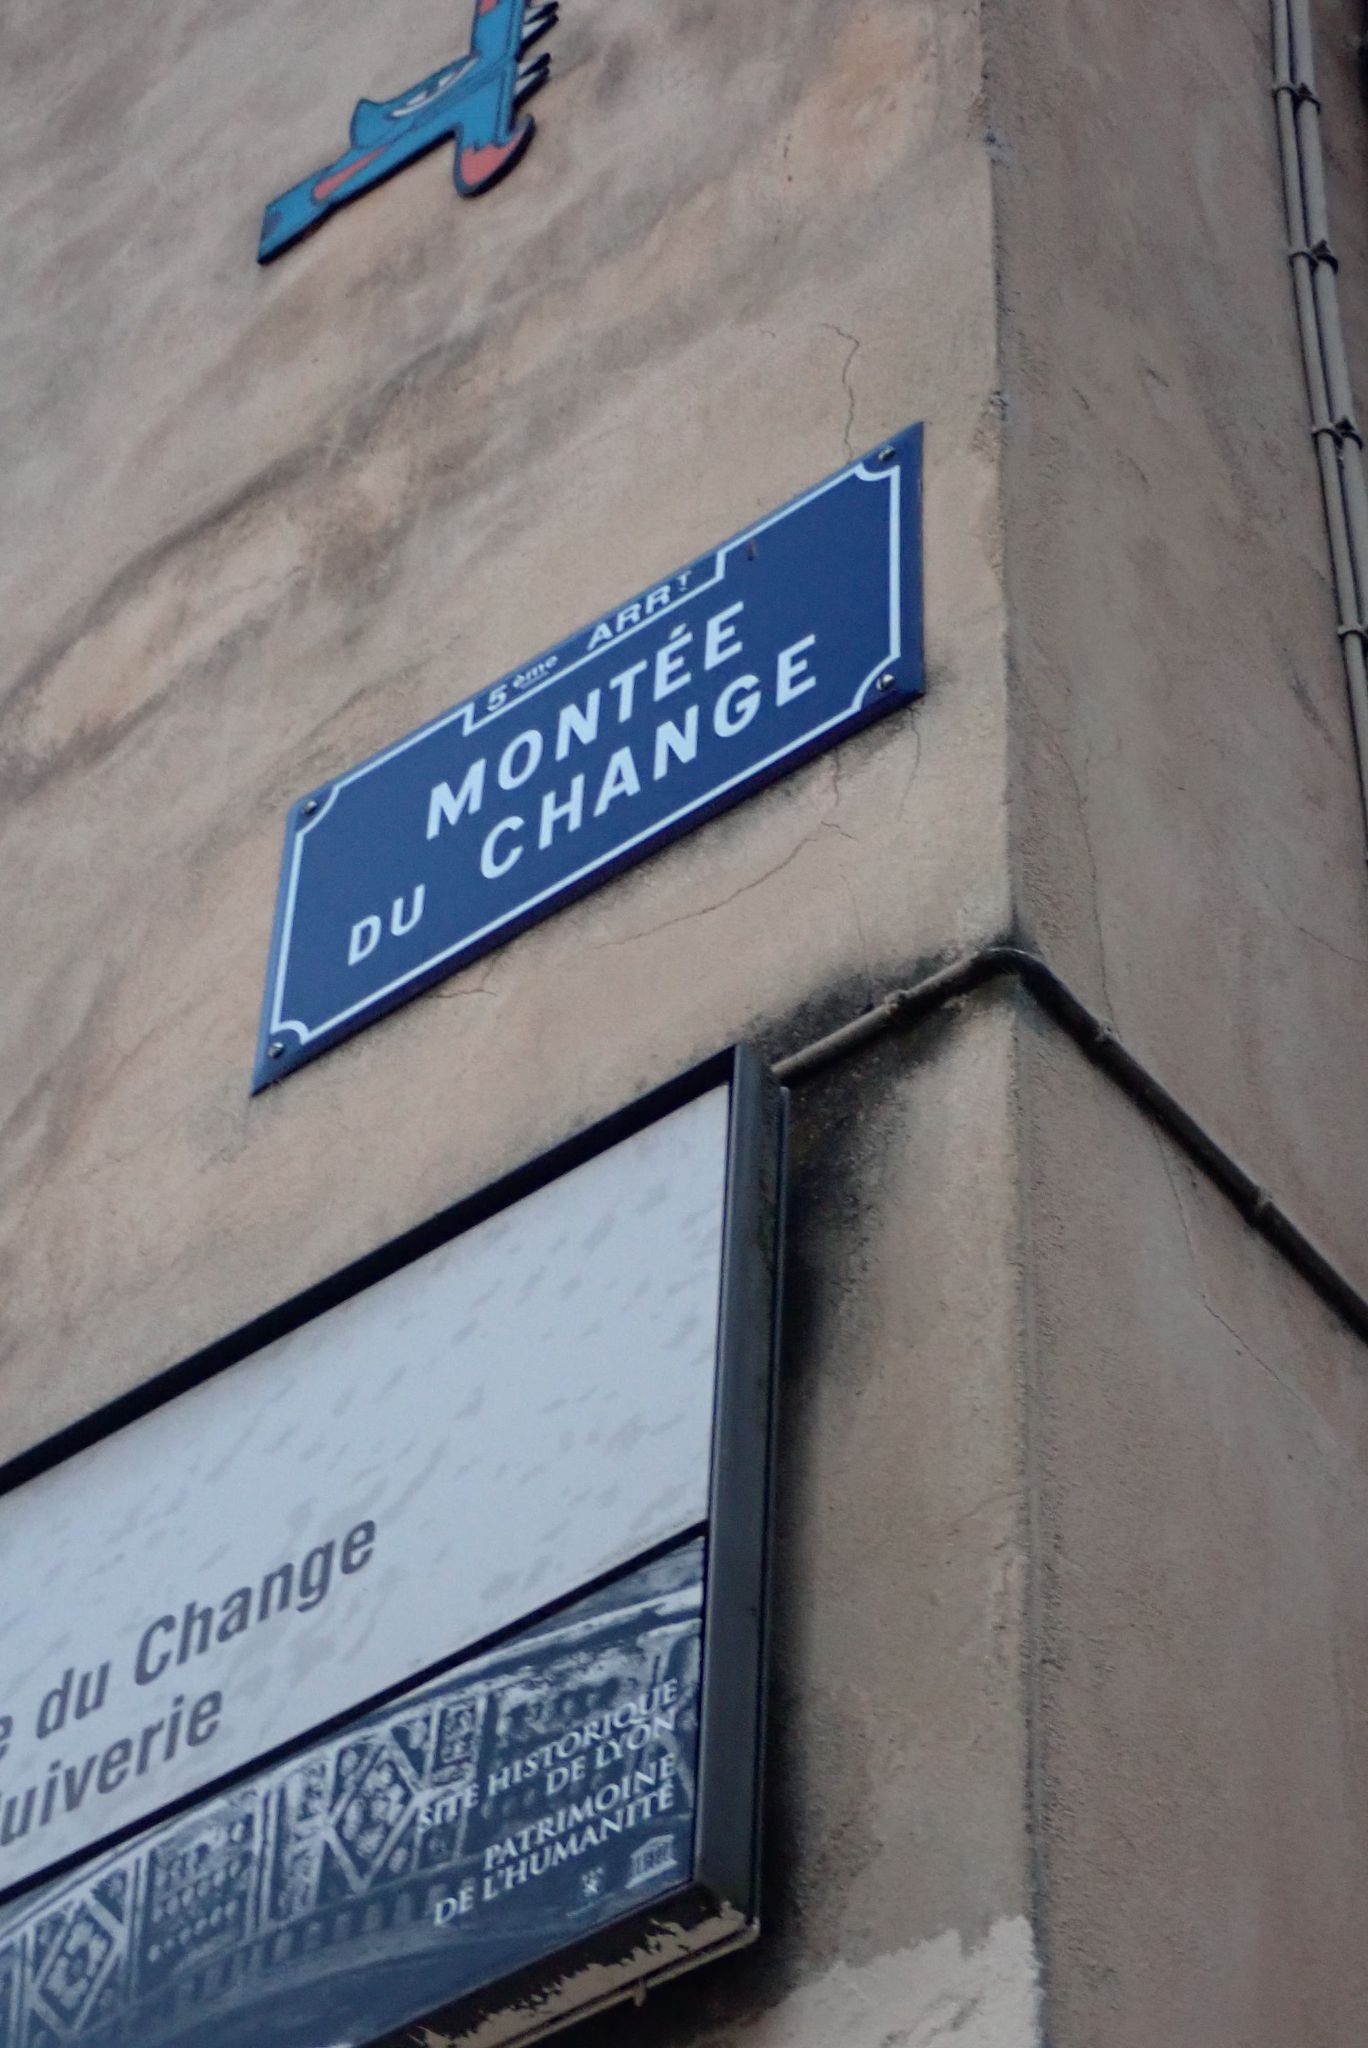 5ème ARRT
MONTÉE
DU CHANGE
du Change
uiverie
SITE HISTORIQUE
DE LYON
PATRIMOINE
DE L'HUMANITÉ